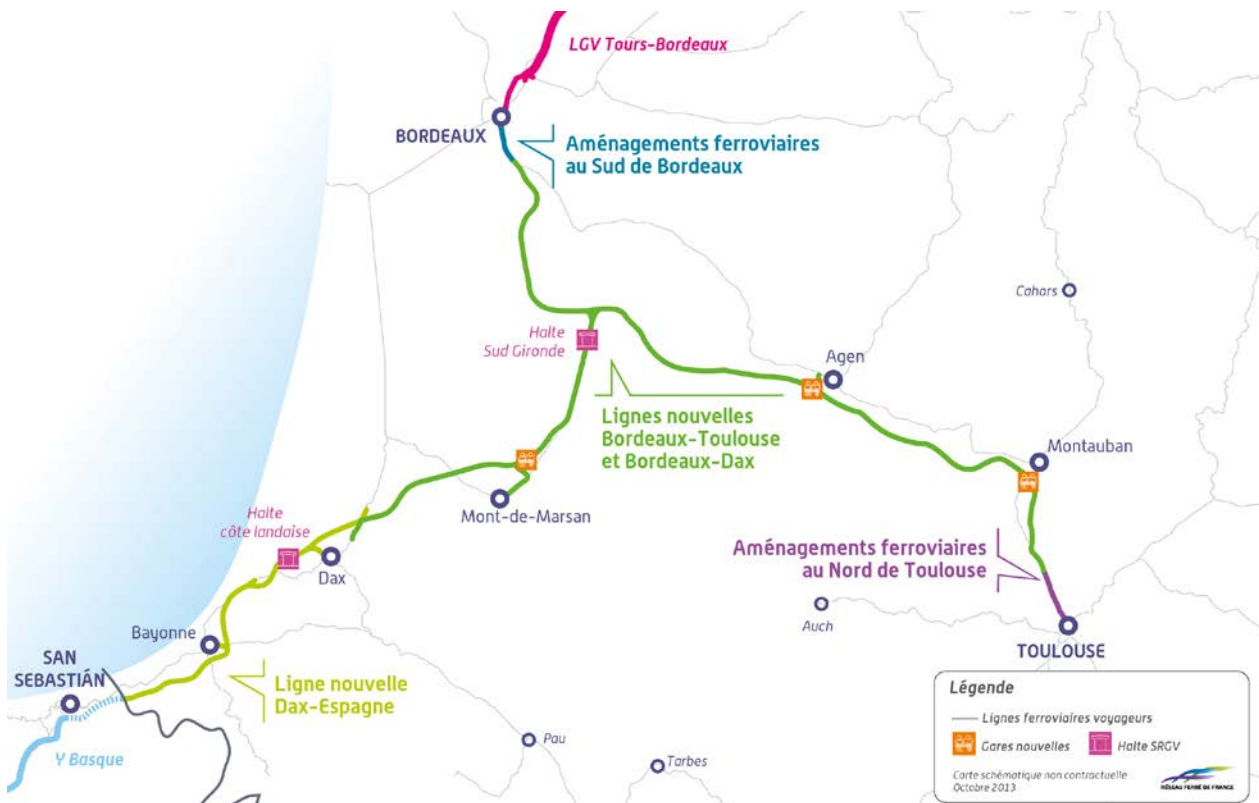 LGV Tours-Bordeaux
BORDEAUX
Aménagements ferroviaires
au Sud de Bordeaux
Cahors
Halte
Sud Gironde
Agen
Lignes nouvelles
Bordeaux-Toulouse
et Bordeaux-Dax
Montauban
Mont-de-Marsan
Halte
côte landaise
Dax
Aménagements ferroviaires
au Nord de Toulouse
Auch
Bayonne
TOULOUSE
SAN
SEBASTIÁN
Ligne nouvelle
Dax-Espagne
Y Basque
Pau
Tarbes
Légende
Lignes ferroviaires voyageurs
Gares nouvelles
Halte SRGV
Carte schématique non contractuelle
Octobre 2013
RÉSEAU FERRÉ DE FRANCE